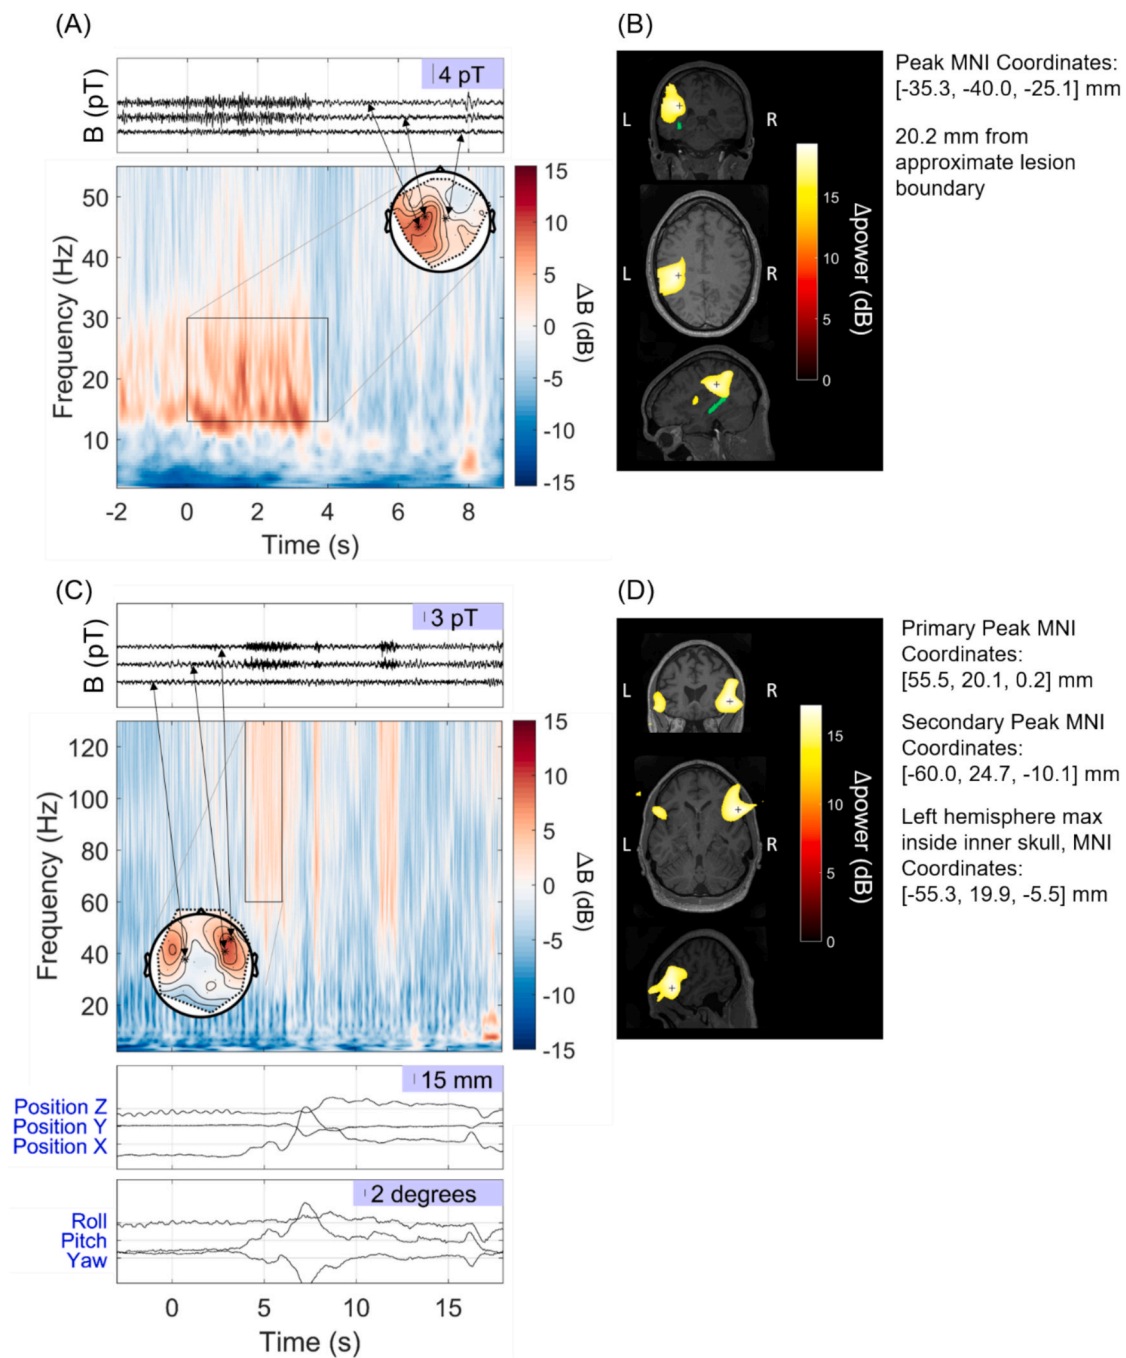 (A)
4 pT
B (pT)
50
40
30
20
10
Frequency (Hz)
15
10
5
0
-5
-10
-15
ΔB (dB)
-2
0
2
4
6
8
Time (s)
(B)
L
R
L
R
15
10
5
0
Δpower (dB)
Peak MNI Coordinates:
[-35.3, -40.0, -25.1] mm
20.2 mm from
approximate lesion
boundary
(C)
3 pT
B (pT)
120
100
80
60
40
20
Frequency (Hz)
15
10
5
0
-5
-10
-15
ΔB (dB)
15 mm
Position Z
Position Y
Position X
2 degrees
Roll
Pitch
Yaw
0
5
10
15
Time (s)
(D)
L
R
L
R
15
10
5
0
Δpower (dB)
Primary Peak MNI
Coordinates:
[55.5, 20.1, 0.2] mm
Secondary Peak MNI
Coordinates:
[-60.0, 24.7, -10.1] mm
Left hemisphere max
inside inner skull, MNI
Coordinates:
[-55.3, 19.9, -5.5] mm